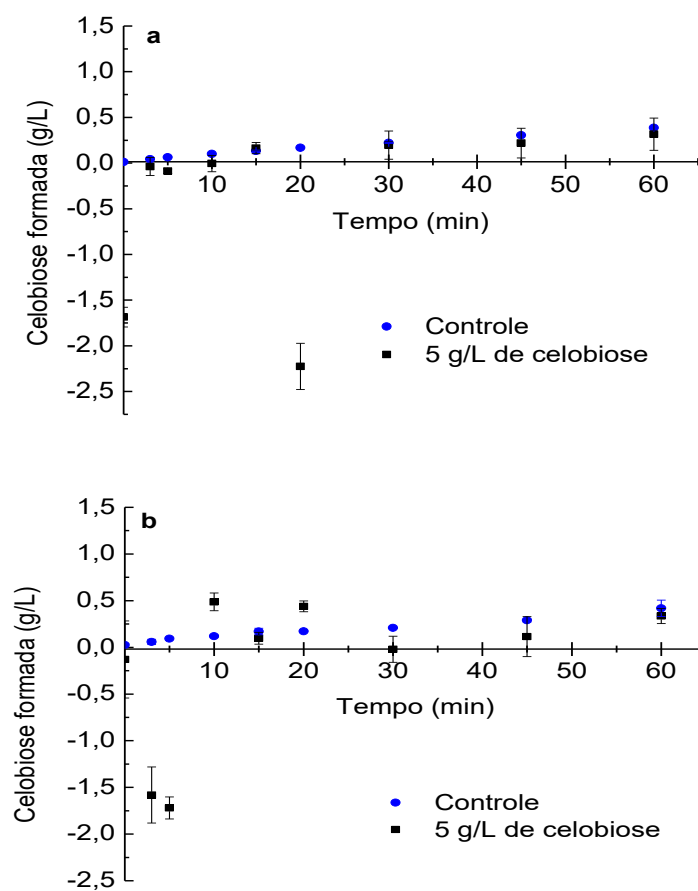 a
1,5
1,0
0,5
0,0
-0,5
-1,0
-1,5
-2,0
-2,5
10 20 30 40 50 60
Tempo (min)
Celobiose formada (g/L)
Controle
5 g/L de celobiose
b
1,5
1,0
0,5
0,0
-0,5
-1,0
-1,5
-2,0
-2,5
10 20 30 40 50 60
Tempo (min)
Celobiose formada (g/L)
Controle
5 g/L de celobiose